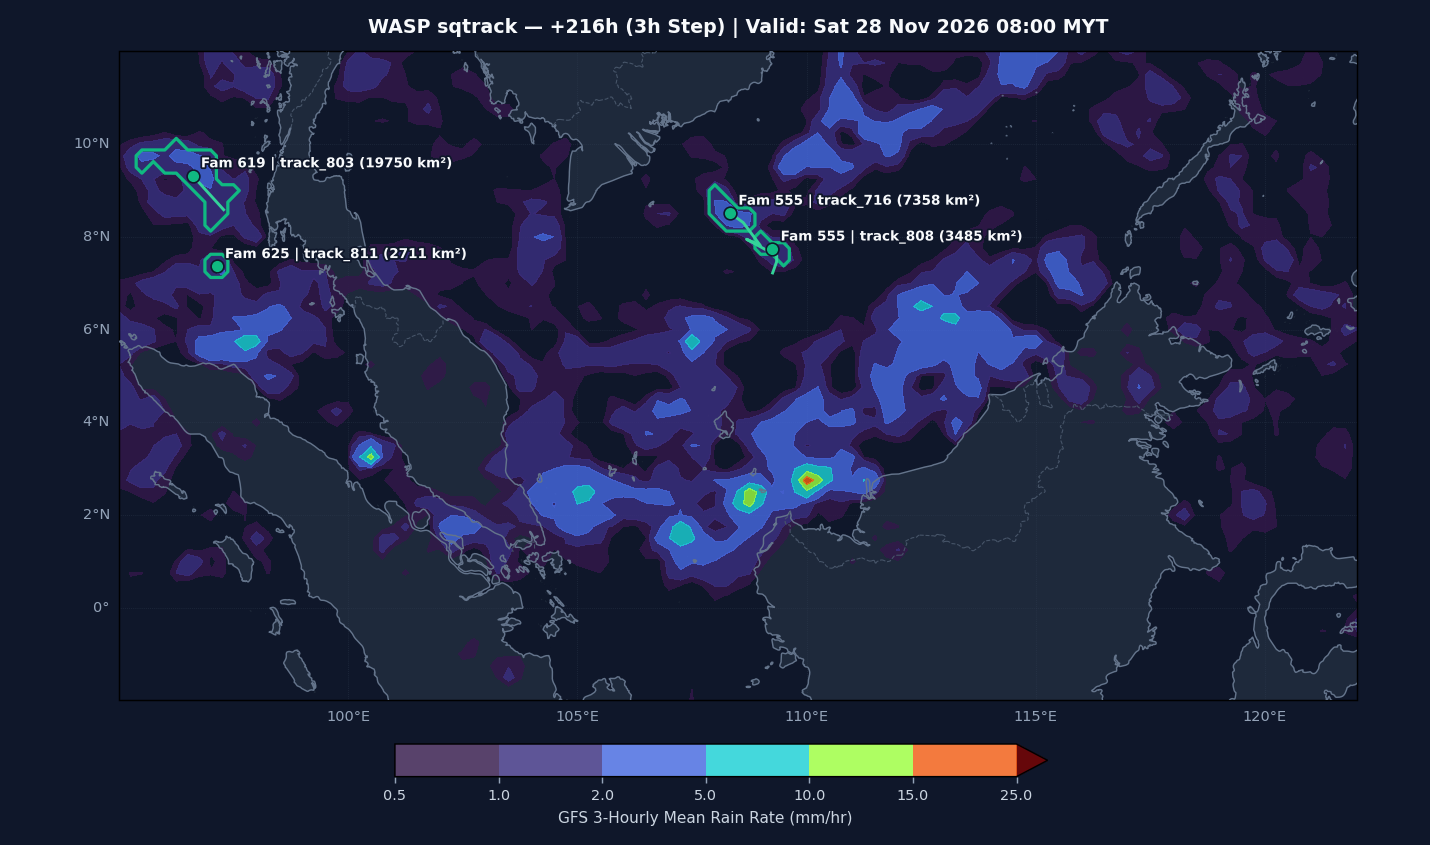 WASP sqtrack — +216h (3h Step) | Valid: Sat 28 Nov 2026 08:00 MYT
10°N
Fam 619 | track_803 (19750 km²)
Fam 555 | track_716 (7358 km²)
8°N
Fam 555 | track_808 (3485 km²)
Fam 625 | track_811 (2711 km²)
6°N
4°N
2°N
0°
100°E
105°E
110°E
115°E
120°E
0.5
1.0
2.0
5.0
10.0
15.0
25.0
GFS 3-Hourly Mean Rain Rate (mm/hr)